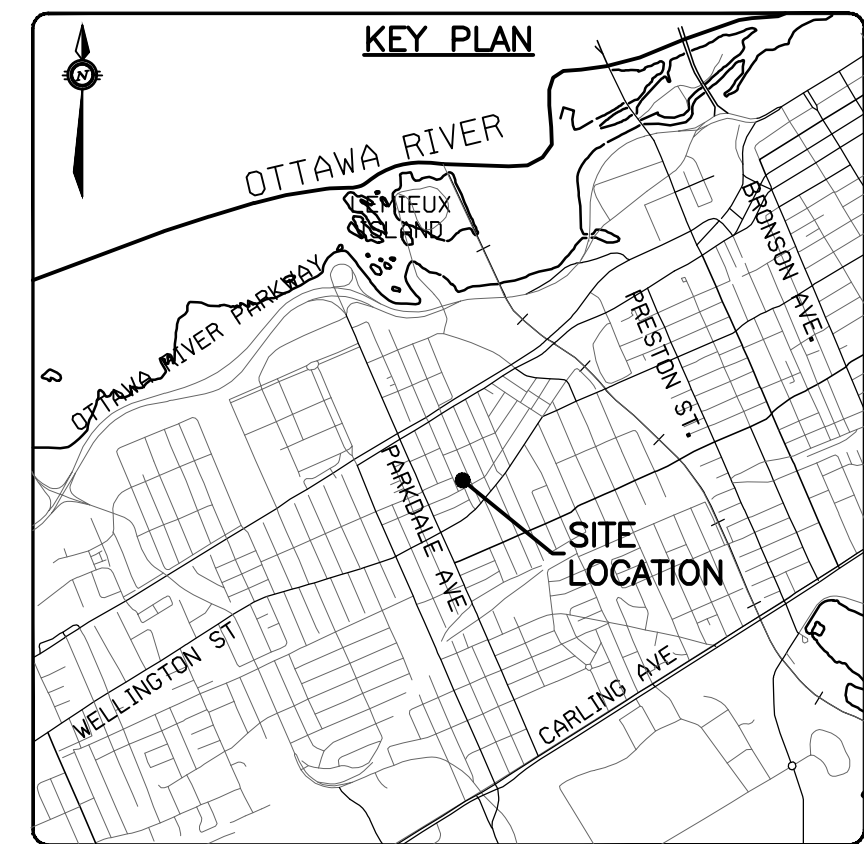 KEY PLAN
N
OTTAWA RIVER
LEMIEUX
ISLAND
OTTAWA RIVER PARKWAY
BRONSON AVE.
PRESTON ST.
PARKDALE AVE
SITE
LOCATION
WELLINGTON ST
CARLING AVE